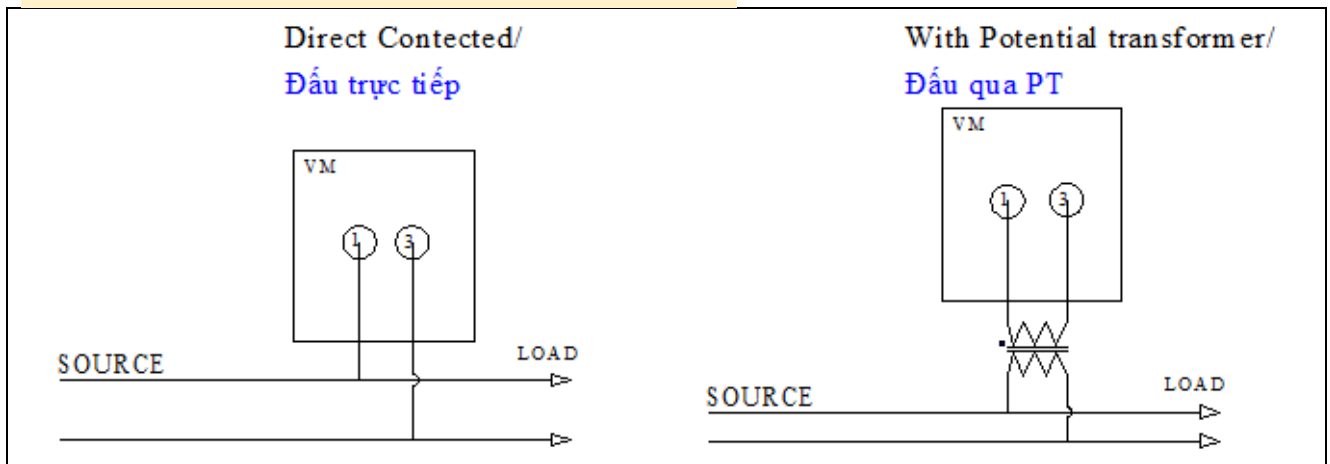 Direct Contected/
Đấu trực tiếp
VM
1
3
SOURCE
LOAD
With Potential transformer/
Đấu qua PT
VM
1
3
SOURCE
LOAD